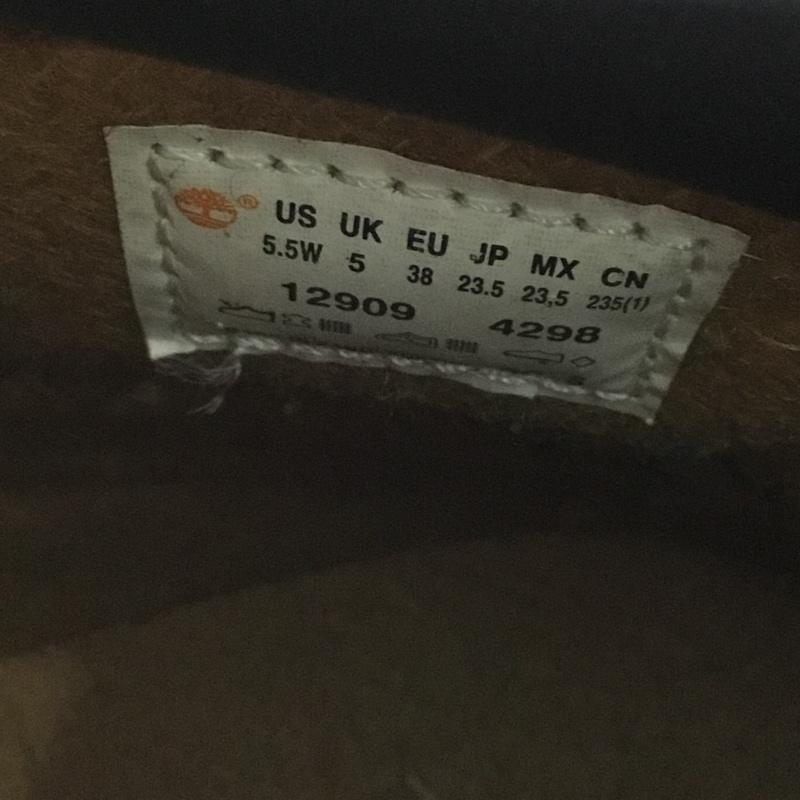 ® US UK EU JP MX CN
5.5W 5 38 23.5 23,5 235(1)
12909 4298